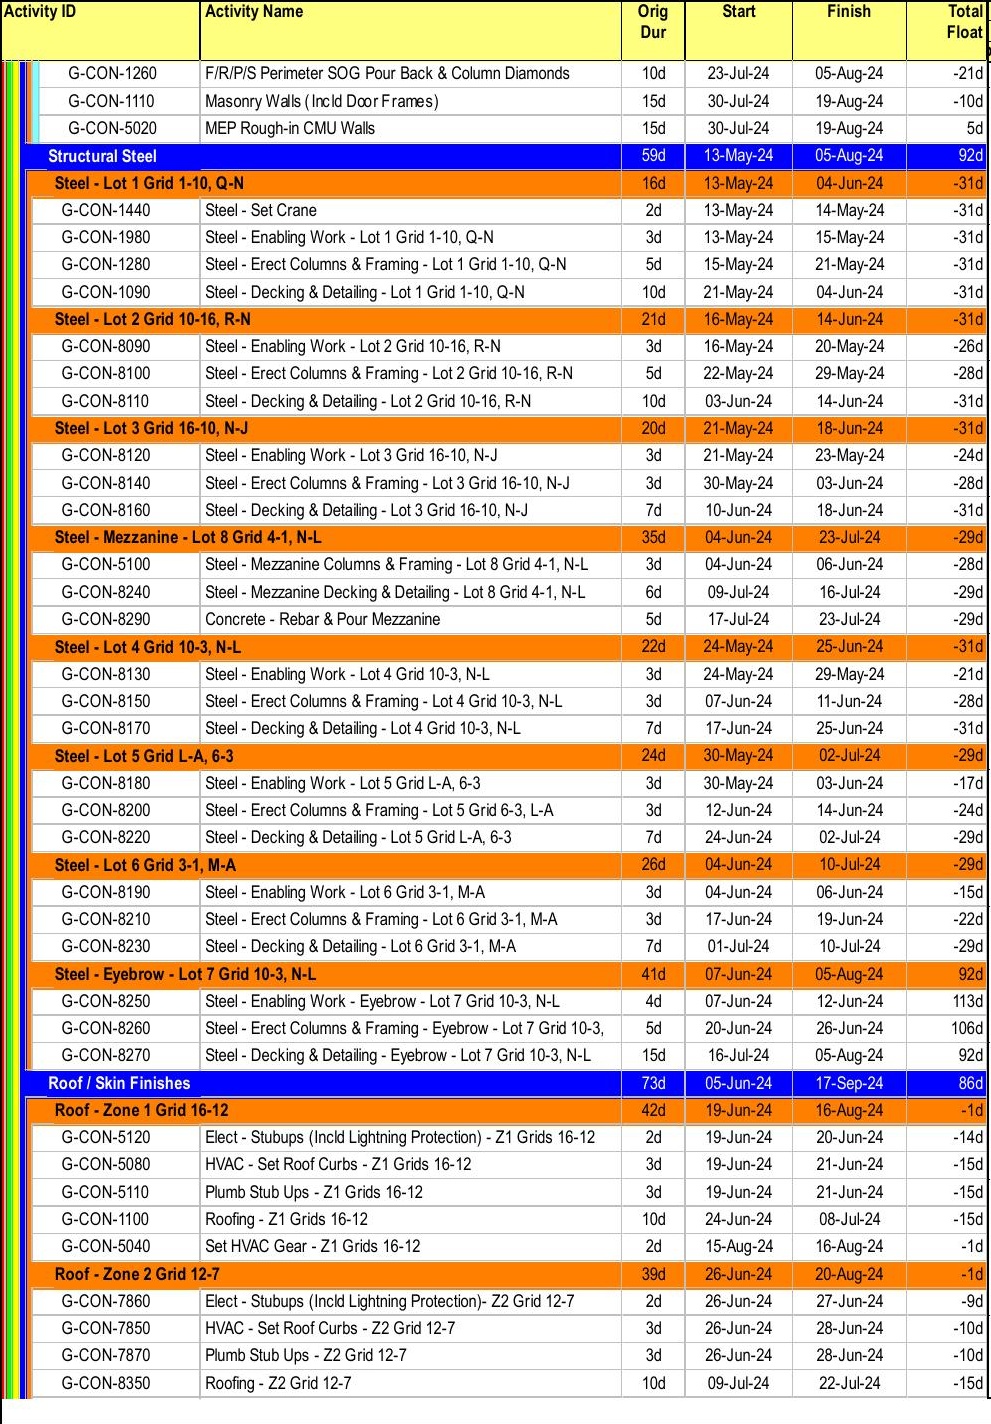 Activity ID Activity Name Orig Dur Start Finish Total Float
G-CON-1260 F/R/P/S Perimeter SOG Pour Back & Column Diamonds 10d 23-Jul-24 05-Aug-24 -21d
G-CON-1110 Masonry Walls (Incld Door Frames) 15d 30-Jul-24 19-Aug-24 -10d
G-CON-5020 MEP Rough-in CMU Walls 15d 30-Jul-24 19-Aug-24 5d
Structural Steel 59d 13-May-24 05-Aug-24 92d
Steel - Lot 1 Grid 1-10, Q-N 16d 13-May-24 04-Jun-24 -31d
G-CON-1440 Steel - Set Crane 2d 13-May-24 14-May-24 -31d
G-CON-1980 Steel - Enabling Work - Lot 1 Grid 1-10, Q-N 3d 13-May-24 15-May-24 -31d
G-CON-1280 Steel - Erect Columns & Framing - Lot 1 Grid 1-10, Q-N 5d 15-May-24 21-May-24 -31d
G-CON-1090 Steel - Decking & Detailing - Lot 1 Grid 1-10, Q-N 10d 21-May-24 04-Jun-24 -31d
Steel - Lot 2 Grid 10-16, R-N 21d 16-May-24 14-Jun-24 -31d
G-CON-8090 Steel - Enabling Work - Lot 2 Grid 10-16, R-N 3d 16-May-24 20-May-24 -26d
G-CON-8100 Steel - Erect Columns & Framing - Lot 2 Grid 10-16, R-N 5d 22-May-24 29-May-24 -28d
G-CON-8110 Steel - Decking & Detailing - Lot 2 Grid 10-16, R-N 10d 03-Jun-24 14-Jun-24 -31d
Steel - Lot 3 Grid 16-10, N-J 20d 21-May-24 18-Jun-24 -31d
G-CON-8120 Steel - Enabling Work - Lot 3 Grid 16-10, N-J 3d 21-May-24 23-May-24 -24d
G-CON-8140 Steel - Erect Columns & Framing - Lot 3 Grid 16-10, N-J 3d 30-May-24 03-Jun-24 -28d
G-CON-8160 Steel - Decking & Detailing - Lot 3 Grid 16-10, N-J 7d 10-Jun-24 18-Jun-24 -31d
Steel - Mezzanine - Lot 8 Grid 4-1, N-L 35d 04-Jun-24 23-Jul-24 -29d
G-CON-5100 Steel - Mezzanine Columns & Framing - Lot 8 Grid 4-1, N-L 3d 04-Jun-24 06-Jun-24 -28d
G-CON-8240 Steel - Mezzanine Decking & Detailing - Lot 8 Grid 4-1, N-L 6d 09-Jul-24 16-Jul-24 -29d
G-CON-8290 Concrete - Rebar & Pour Mezzanine 5d 17-Jul-24 23-Jul-24 -29d
Steel - Lot 4 Grid 10-3, N-L 22d 24-May-24 25-Jun-24 -31d
G-CON-8130 Steel - Enabling Work - Lot 4 Grid 10-3, N-L 3d 24-May-24 29-May-24 -21d
G-CON-8150 Steel - Erect Columns & Framing - Lot 4 Grid 10-3, N-L 3d 07-Jun-24 11-Jun-24 -28d
G-CON-8170 Steel - Decking & Detailing - Lot 4 Grid 10-3, N-L 7d 17-Jun-24 25-Jun-24 -31d
Steel - Lot 5 Grid L-A, 6-3 24d 30-May-24 02-Jul-24 -29d
G-CON-8180 Steel - Enabling Work - Lot 5 Grid L-A, 6-3 3d 30-May-24 03-Jun-24 -17d
G-CON-8200 Steel - Erect Columns & Framing - Lot 5 Grid 6-3, L-A 3d 12-Jun-24 14-Jun-24 -24d
G-CON-8220 Steel - Decking & Detailing - Lot 5 Grid L-A, 6-3 7d 24-Jun-24 02-Jul-24 -29d
Steel - Lot 6 Grid 3-1, M-A 26d 04-Jun-24 10-Jul-24 -29d
G-CON-8190 Steel - Enabling Work - Lot 6 Grid 3-1, M-A 3d 04-Jun-24 06-Jun-24 -15d
G-CON-8210 Steel - Erect Columns & Framing - Lot 6 Grid 3-1, M-A 3d 17-Jun-24 19-Jun-24 -22d
G-CON-8230 Steel - Decking & Detailing - Lot 6 Grid 3-1, M-A 7d 01-Jul-24 10-Jul-24 -29d
Steel - Eyebrow - Lot 7 Grid 10-3, N-L 41d 07-Jun-24 05-Aug-24 92d
G-CON-8250 Steel - Enabling Work - Eyebrow - Lot 7 Grid 10-3, N-L 4d 07-Jun-24 12-Jun-24 113d
G-CON-8260 Steel - Erect Columns & Framing - Eyebrow - Lot 7 Grid 10-3, 5d 20-Jun-24 26-Jun-24 106d
G-CON-8270 Steel - Decking & Detailing - Eyebrow - Lot 7 Grid 10-3, N-L 15d 16-Jul-24 05-Aug-24 92d
Roof / Skin Finishes 73d 05-Jun-24 17-Sep-24 86d
Roof - Zone 1 Grid 16-12 42d 19-Jun-24 16-Aug-24 -1d
G-CON-5120 Elect - Stubups (Incld Lightning Protection) - Z1 Grids 16-12 2d 19-Jun-24 20-Jun-24 -14d
G-CON-5080 HVAC - Set Roof Curbs - Z1 Grids 16-12 3d 19-Jun-24 21-Jun-24 -15d
G-CON-5110 Plumb Stub Ups - Z1 Grids 16-12 3d 19-Jun-24 21-Jun-24 -15d
G-CON-1100 Roofing - Z1 Grids 16-12 10d 24-Jun-24 08-Jul-24 -15d
G-CON-5040 Set HVAC Gear - Z1 Grids 16-12 2d 15-Aug-24 16-Aug-24 -1d
Roof - Zone 2 Grid 12-7 39d 26-Jun-24 20-Aug-24 -1d
G-CON-7860 Elect - Stubups (Incld Lightning Protection)- Z2 Grid 12-7 2d 26-Jun-24 27-Jun-24 -9d
G-CON-7850 HVAC - Set Roof Curbs - Z2 Grid 12-7 3d 26-Jun-24 28-Jun-24 -10d
G-CON-7870 Plumb Stub Ups - Z2 Grid 12-7 3d 26-Jun-24 28-Jun-24 -10d
G-CON-8350 Roofing - Z2 Grid 12-7 10d 09-Jul-24 22-Jul-24 -15d